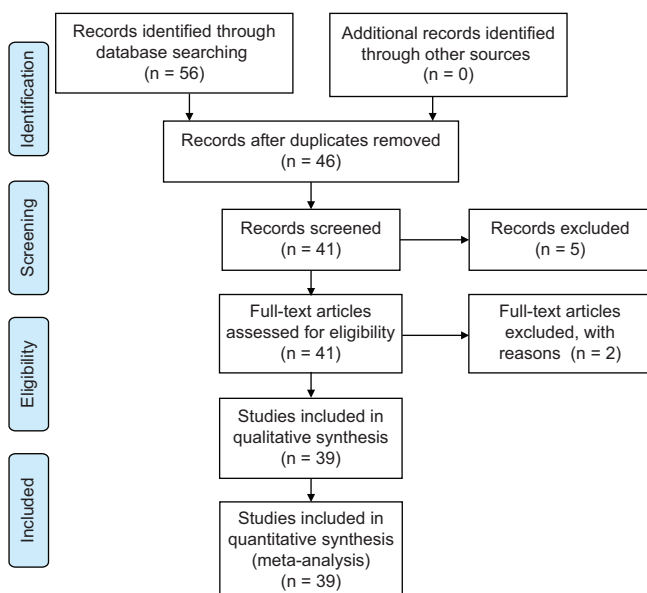 Identification
Records identified through
database searching
(n = 56)
Additional records identified
through other sources
(n = 0)
Records after duplicates removed
(n = 46)
Screening
Records screened
(n = 41)
Records excluded
(n = 5)
Eligibility
Full-text articles
assessed for eligibility
(n = 41)
Full-text articles
excluded, with
reasons (n = 2)
Studies included in
qualitative synthesis
(n = 39)
Included
Studies included in
quantitative synthesis
(meta-analysis)
(n = 39)